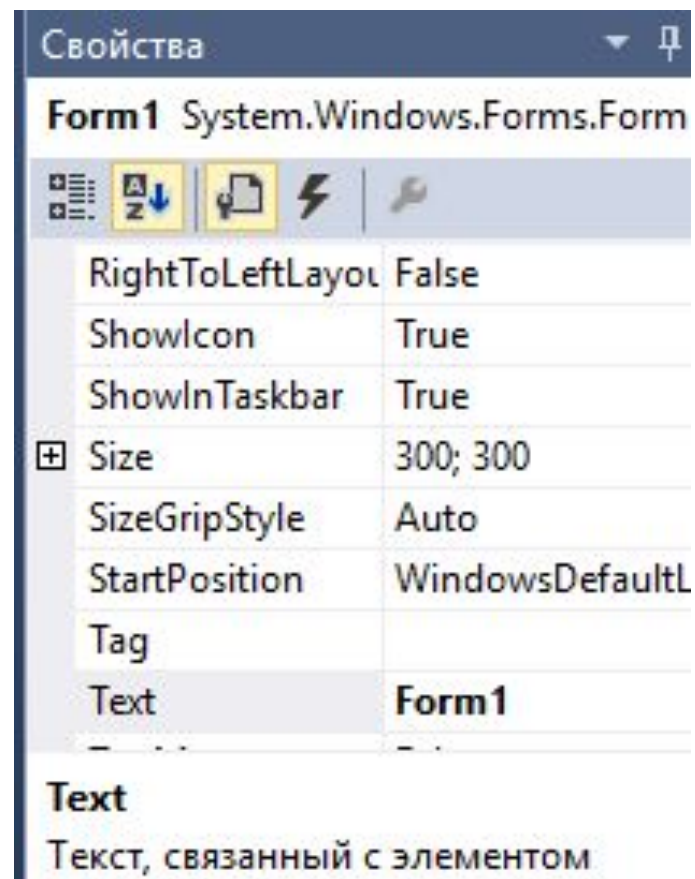 Свойства
Form1 System.Windows.Forms.Form
RightToLeftLayou False
ShowIcon True
ShowInTaskbar True
Size 300; 300
SizeGripStyle Auto
StartPosition WindowsDefaultL
Tag
Text Form1
Text
Текст, связанный с элементом